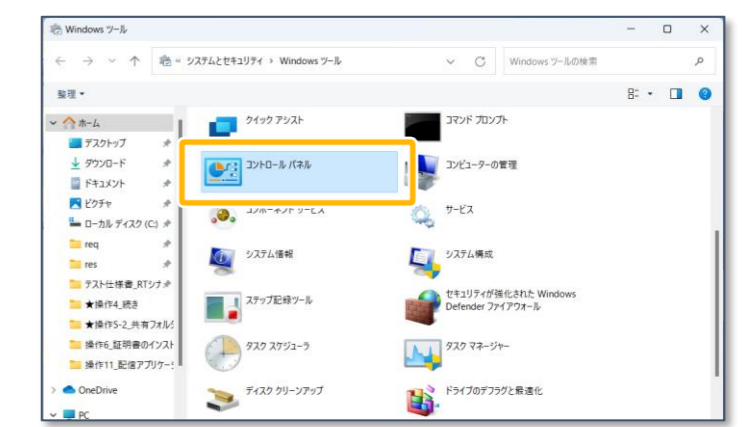 Windows ツール
システムとセキュリティ › Windows ツール
Windows ツールの検索
整理
ホーム
デスクトップ
ダウンロード
ドキュメント
ピクチャ
ローカル ディスク (C:)
req
res
テスト仕様書_RTシナ
★操作4_続き
★操作5-2_共有フォル
操作6_証明書のインスト
操作11_配信アプリケー
OneDrive
PC
クイック アシスト
コマンド プロンプト
コントロール パネル
コンピューターの管理
コンポーネント サービス
サービス
システム情報
システム構成
ステップ記録ツール
セキュリティが強化された Windows
Defender ファイアウォール
タスク スケジューラ
タスク マネージャー
ディスク クリーンアップ
ドライブのデフラグと最適化